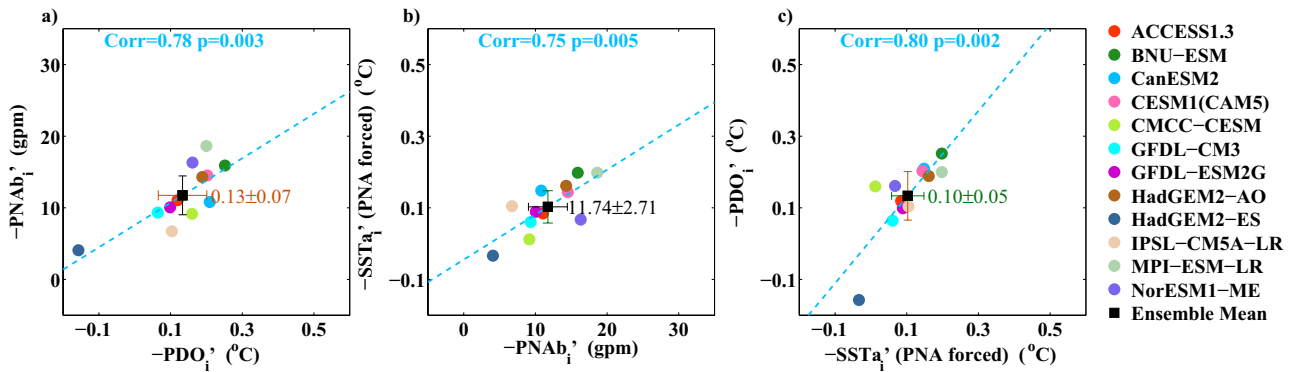 a)
Corr=0.78 p=0.003
−PNAb_i’ (gpm)
30
20
10
0
0.13±0.07
−0.1 0.1 0.3 0.5
−PDO_i’ (°C)
b)
Corr=0.75 p=0.005
−SSTa_i’ (PNA forced) (°C)
0.5
0.3
0.1
−0.1
11.74±2.71
0 10 20 30
−PNAb_i’ (gpm)
c)
Corr=0.80 p=0.002
−PDO_i’ (°C)
0.5
0.3
0.1
−0.1
0.10±0.05
−0.1 0.1 0.3 0.5
−SSTa_i’ (PNA forced) (°C)
ACCESS1.3
BNU−ESM
CanESM2
CESM1(CAM5)
CMCC−CESM
GFDL−CM3
GFDL−ESM2G
HadGEM2−AO
HadGEM2−ES
IPSL−CM5A−LR
MPI−ESM−LR
NorESM1−ME
Ensemble Mean